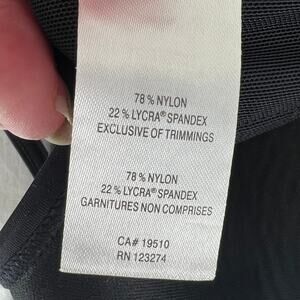 78 % NYLON
22 % LYCRA® SPANDEX
EXCLUSIVE OF TRIMMINGS
78 % NYLON
22 % LYCRA® SPANDEX
GARNITURES NON COMPRISES
CA# 19510
RN 123274